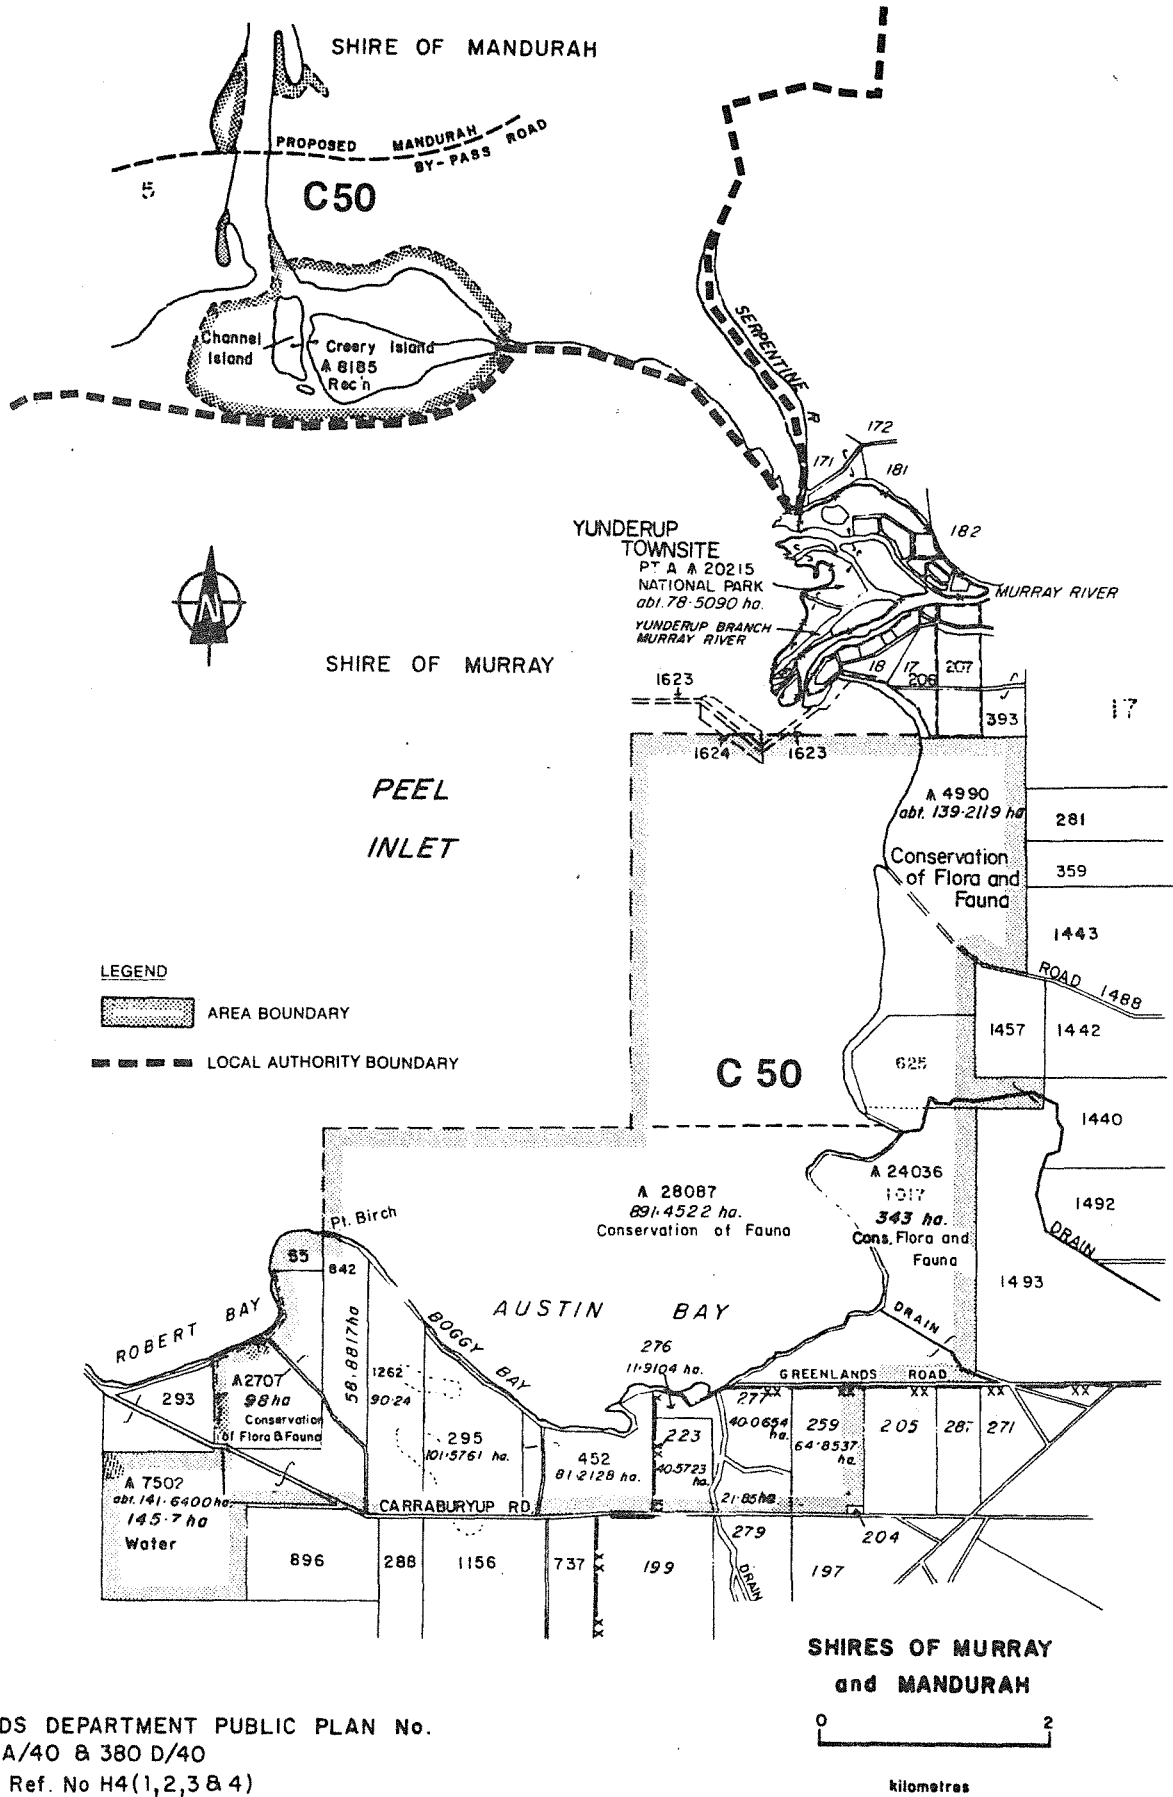 SHIRE OF MANDURAH
PROPOSED MANDURAH
BY-PASS ROAD
5
C50
SERPENTINE R
Channel
Island
Creery Island
A 8185
Rec'n
172
171
181
182
YUNDERUP
TOWNSITE
PT A A 20215
NATIONAL PARK
abt. 78·5090 ha.
MURRAY RIVER
YUNDERUP BRANCH
MURRAY RIVER
N
SHIRE OF MURRAY
18
17
206
207
1623
393
17
1624
1623
PEEL
INLET
A 4990
abt. 139·2119 ha
281
Conservation
of Flora and
Fauna
359
1443
LEGEND
AREA BOUNDARY
LOCAL AUTHORITY BOUNDARY
ROAD
1488
1457
1442
C 50
625
1440
A 24036
1017
343 ha.
Cons. Flora and
Fauna
A 28087
891·4522 ha.
Conservation of Fauna
1492
DRAIN
Pt. Birch
85
842
1493
ROBERT BAY
58.8817ha
BOGGY BAY
AUSTIN BAY
DRAIN
276
11·9104 ha.
GREENLANDS ROAD
293
A 2707
98 ha
Conservation
of Flora & Fauna
1262
90·24
277
40·0654
ha.
259
64·8537
ha.
205
287
271
295
101·5761 ha.
452
81·2128 ha.
223
40·5723
ha.
A 7502
abt. 141·6400 ha
145·7 ha
Water
CARRABURYUP RD
21·85 ha
279
204
896
288
1156
737
199
DRAIN
197
SHIRES OF MURRAY
and MANDURAH
DS DEPARTMENT PUBLIC PLAN No.
A/40 & 380 D/40
Ref. No H4(1,2,3 & 4)
0 2
kilometres